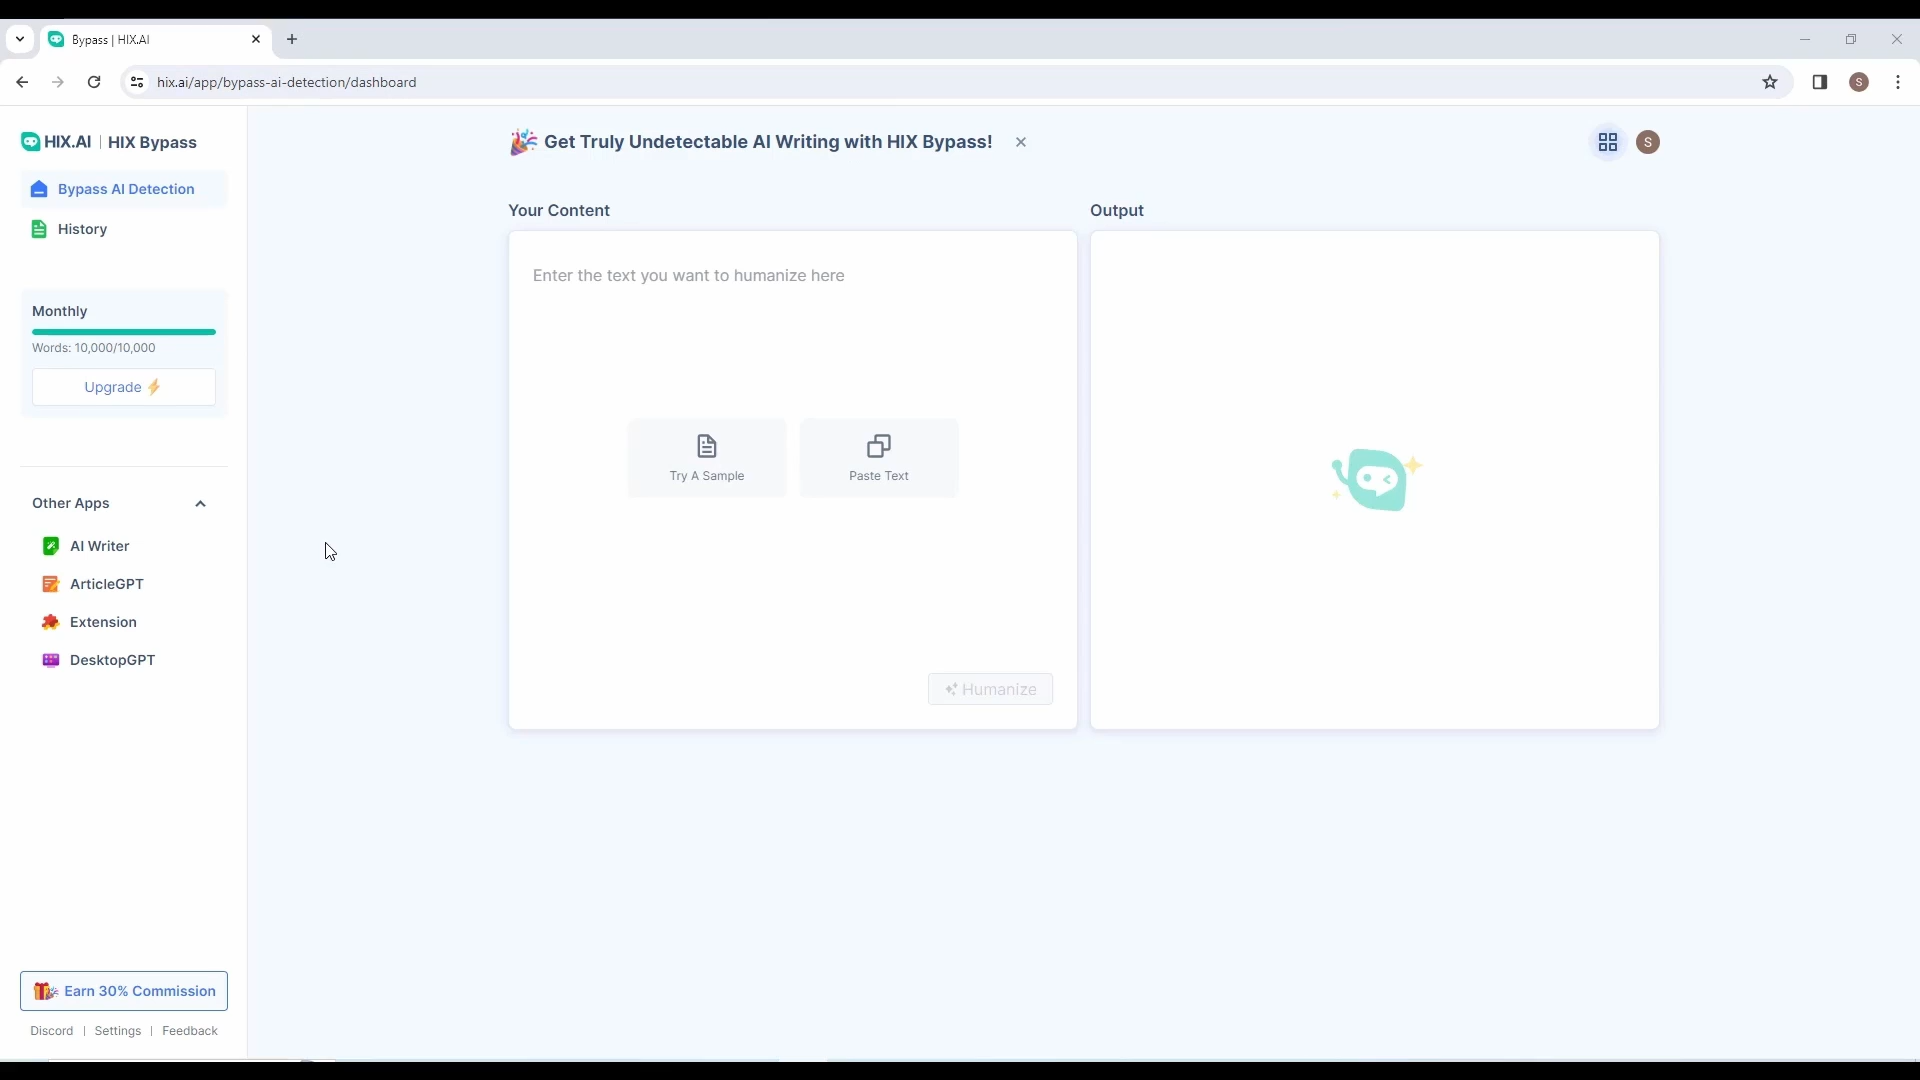 Bypass | HIX.AI
hix.ai/app/bypass-ai-detection/dashboard
S
HIX.AI | HIX Bypass
Get Truly Undetectable AI Writing with HIX Bypass!
S
Bypass AI Detection
History
Monthly
Words: 10,000/10,000
Upgrade
Other Apps
AI Writer
ArticleGPT
Extension
DesktopGPT
Earn 30% Commission
Discord | Settings | Feedback
Your Content
Enter the text you want to humanize here
Try A Sample
Paste Text
Humanize
Output